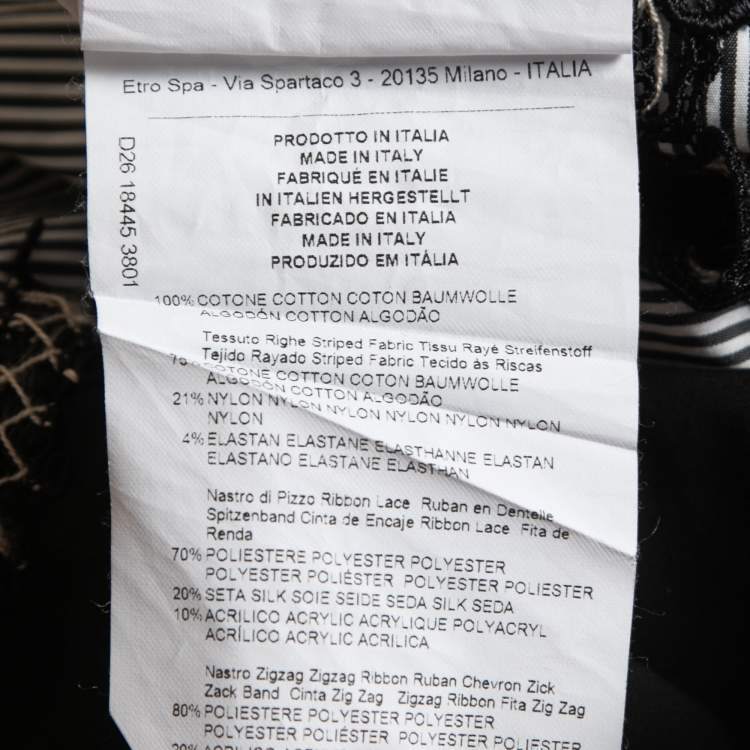 Etro Spa - Via Spartaco 3 - 20135 Milano - ITALIA
D26 18445 3801
PRODOTTO IN ITALIA
MADE IN ITALY
FABRIQUÉ EN ITALIE
IN ITALIEN HERGESTELLT
FABRICADO EN ITALIA
MADE IN ITALY
PRODUZIDO EM ITÁLIA
100% COTONE COTTON COTON BAUMWOLLE
ALGODÓN COTTON ALGODÃO
Tessuto Righe Striped Fabric Tissu Rayé Streifenstoff
Tejido Rayado Striped Fabric Tecido às Riscas
COTONE COTTON COTON BAUMWOLLE
ALGODÓN COTTON ALGODÃO
21% NYLON NYLON NYLON NYLON NYLON NYLON
NYLON
4% ELASTAN ELASTANE ELASTHANNE ELASTAN
ELASTANO ELASTANE ELASTHAN
Nastro di Pizzo Ribbon Lace Ruban en Dentelle
Spitzenband Cinta de Encaje Ribbon Lace Fita de
Renda
70% POLIESTERE POLYESTER POLYESTER
POLYESTER POLIÉSTER POLYESTER POLIESTER
20% SETA SILK SOIE SEIDE SEDA SILK SEDA
10% ACRILICO ACRYLIC ACRYLIQUE POLYACRYL
ACRÍLICO ACRYLIC ACRILICA
Nastro Zigzag Zigzag Ribbon Ruban Chevron Zick
Zack Band Cinta Zig Zag Zigzag Ribbon Fita Zig Zag
80% POLIESTERE POLYESTER POLYESTER
POLYESTER POLIÉSTER POLYESTER POLIESTER
20%